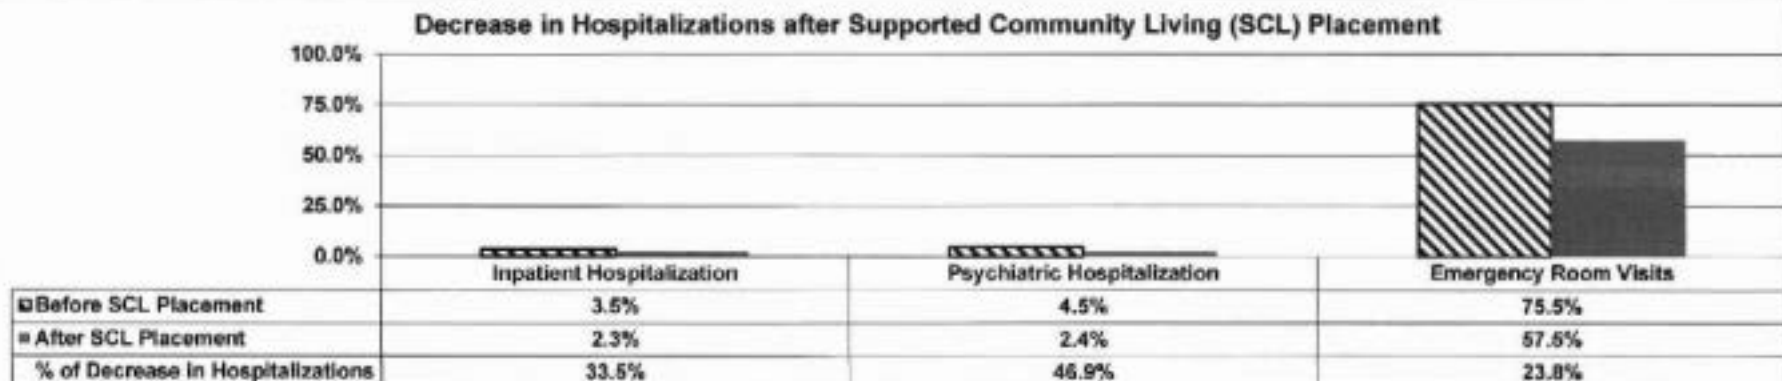 Decrease in Hospitalizations after Supported Community Living (SCL) Placement
100.0%
75.0%
50.0%
25.0%
0.0%
Inpatient Hospitalization Psychiatric Hospitalization Emergency Room Visits
Before SCL Placement 3.5% 4.5% 75.5%
After SCL Placement 2.3% 2.4% 57.5%
% of Decrease in Hospitalizations 33.5% 46.9% 23.8%